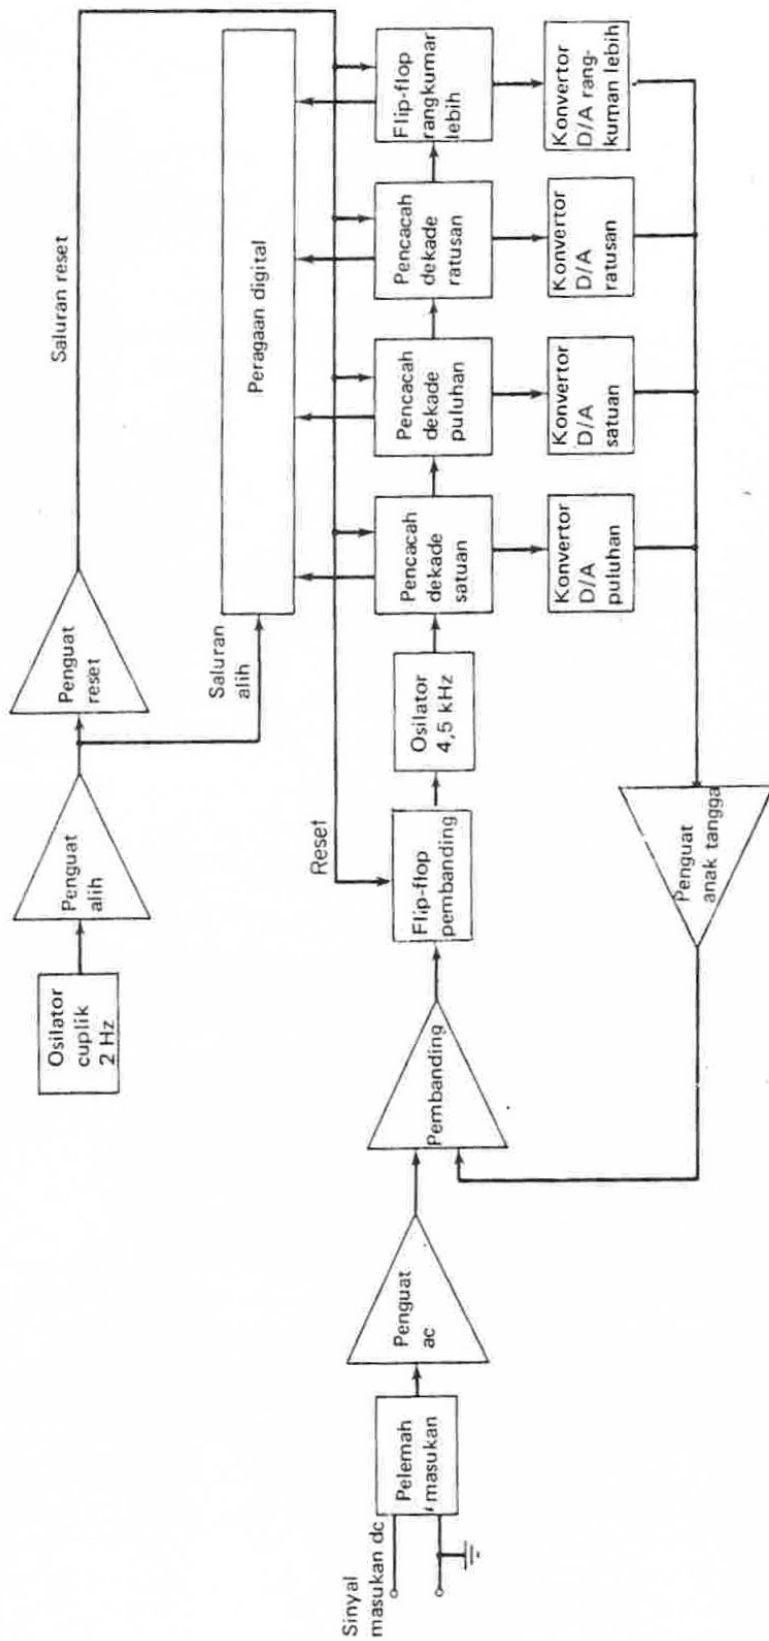 Osilator
cuplik
2 Hz
Penguat
alih
Penguat
reset
Saluran reset
Saluran
alih
Peragaan digital
Reset
Sinyal
masukan dc
Pelemah
masukan
Penguat
ac
Pembanding
Flip-flop
pembanding
Osilator
4,5 kHz
Pencacah
dekade
satuan
Pencacah
dekade
puluhan
Pencacah
dekade
ratusan
Flip-flop
rangkumar
lebih
Konvertor
D/A
puluhan
Konvertor
D/A
satuan
Konvertor
D/A
ratusan
Konvertor
D/A rang-
kuman lebih
Penguat
anak tangga